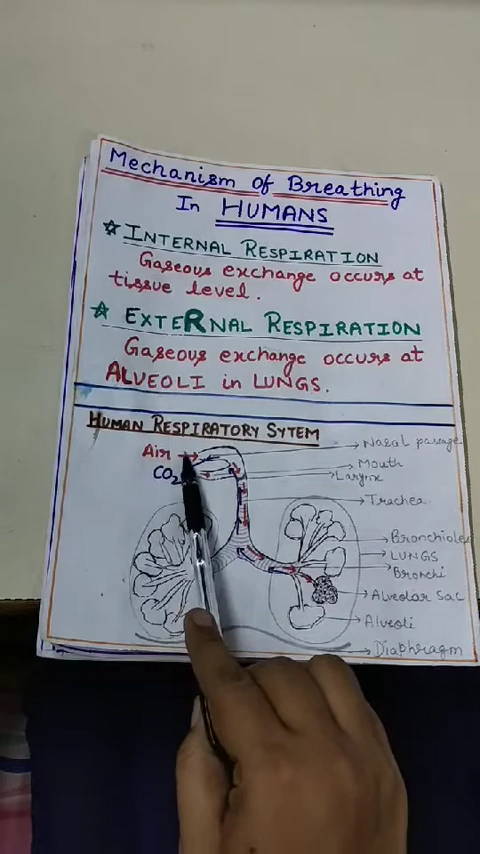 Mechanism of Breathing
In HUMANS
☆ INTERNAL RESPIRATION
Gaseous exchange occurs at
tissue level.
☆ EXTERNAL RESPIRATION
Gaseous exchange occurs at
ALVEOLI in LUNGS.
HUMAN RESPIRATORY SYTEM
Air
CO2
Nasal passage
Mouth
Larynx
Trachea
Bronchioles
LUNGS
Bronchi
Alveolar Sac
Alveoli
Diaphragm